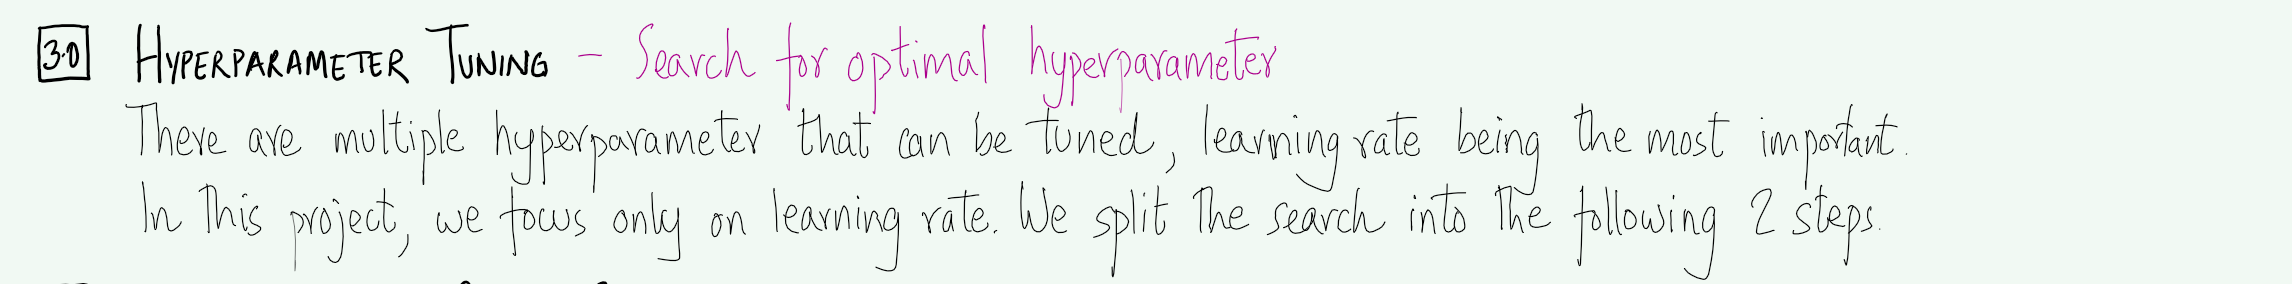 3.0 HYPERPARAMETER TUNING - Search for optimal hyperparameter
There are multiple hyperparameter that can be tuned, learning rate being the most important.
In this project, we focus only on learning rate. We split the search into the following 2 steps.